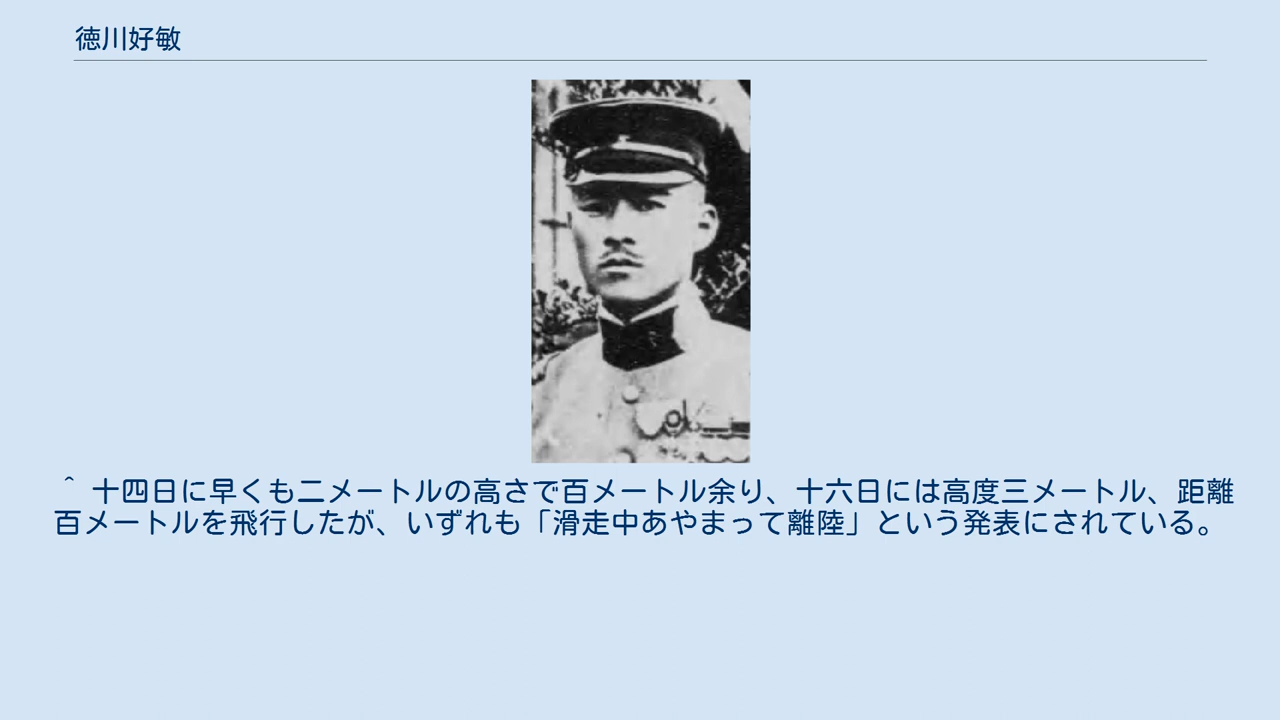 徳川好敏
^ 十四日に早くも二メートルの高さで百メートル余り、十六日には高度三メートル、距離
百メートルを飛行したが、いずれも「滑走中あやまって離陸」という発表にされている。